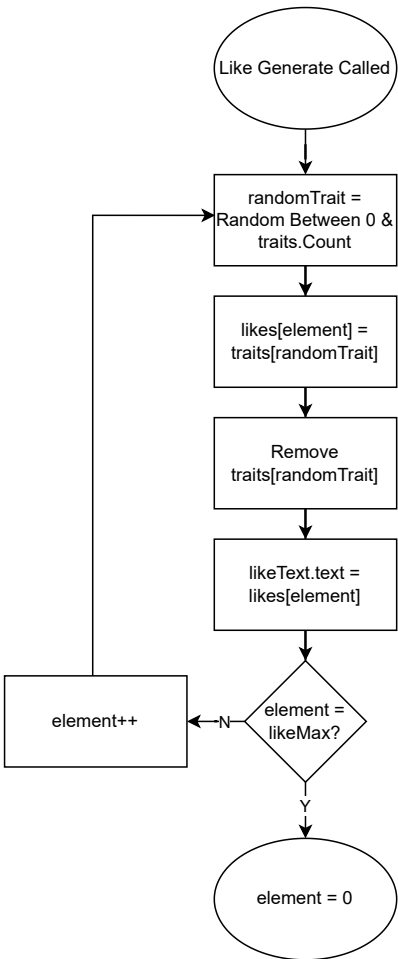 Like Generate Called
randomTrait =
Random Between 0 &
traits.Count
likes[element] =
traits[randomTrait]
Remove
traits[randomTrait]
likeText.text =
likes[element]
element =
likeMax?
N
element++
Y
element = 0